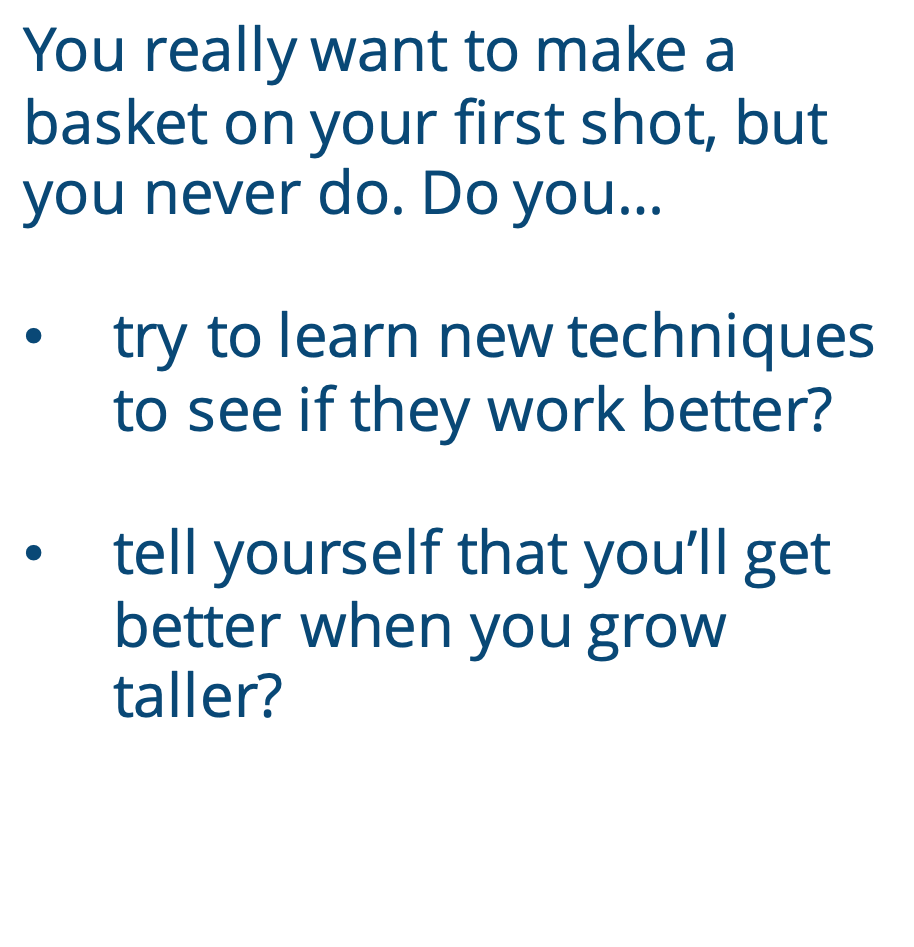 You really want to make a
basket on your first shot, but
you never do. Do you...
• try to learn new techniques
to see if they work better?
• tell yourself that you’ll get
better when you grow
taller?